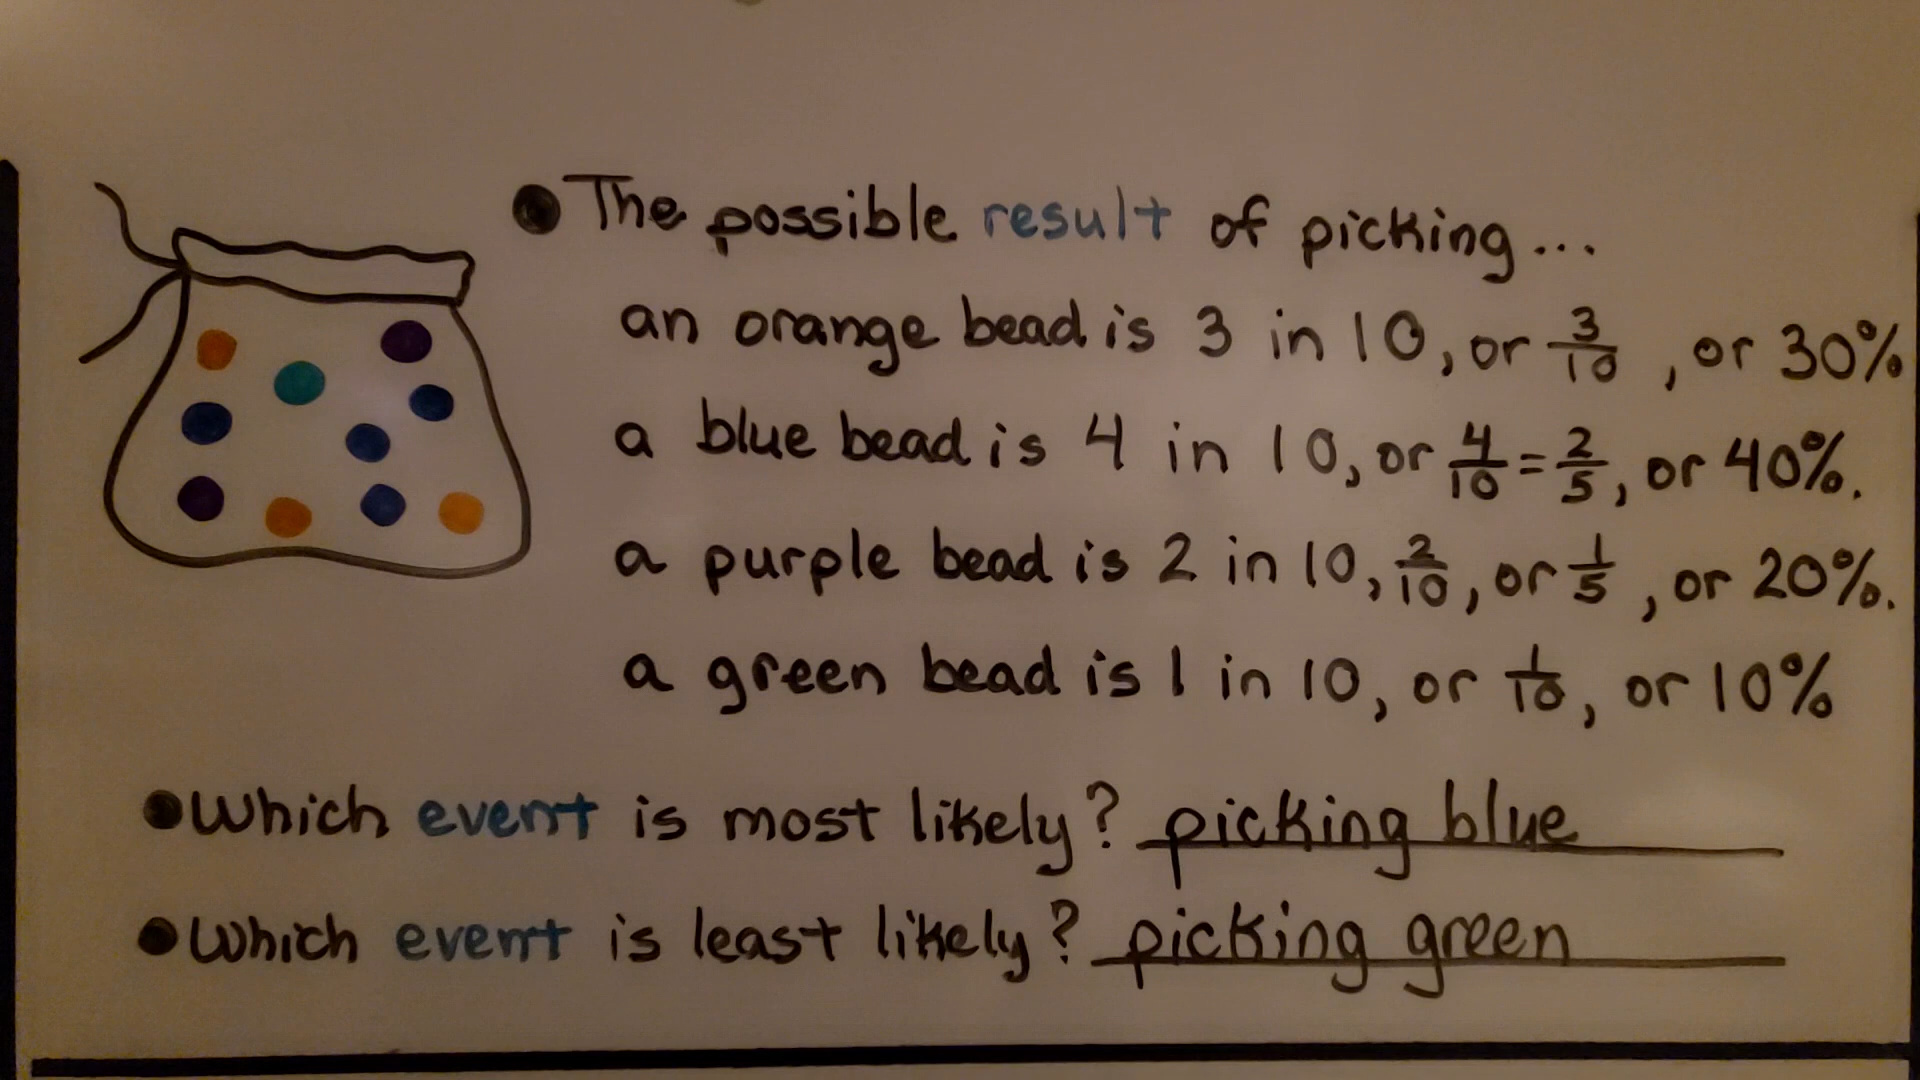 The possible result of picking...
an orange bead is 3 in 10, or 3/10, or 30%
a blue bead is 4 in 10, or 4/10 = 2/5, or 40%.
a purple bead is 2 in 10, 2/10, or 1/5, or 20%.
a green bead is 1 in 10, or 1/10, or 10%
Which event is most likely? picking blue
Which event is least likely? picking green